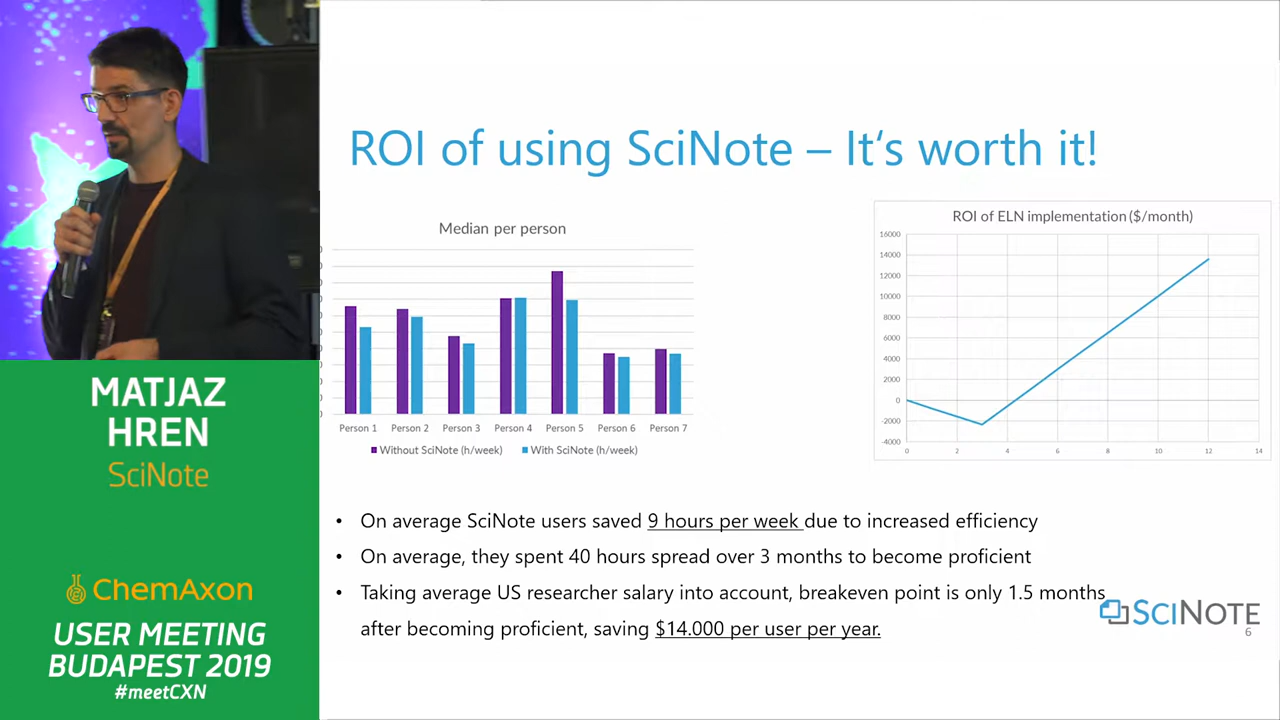 ROI of using SciNote – It‘s worth it!
Median per person
Person 1 Person 2 Person 3 Person 4 Person 5 Person 6 Person 7
Without SciNote (h/week) With SciNote (h/week)
ROI of ELN implementation ($/month)
16000
14000
12000
10000
8000
6000
4000
2000
0
-2000
-4000
0 2 4 6 8 10 12 14
• On average SciNote users saved 9 hours per week due to increased efficiency
• On average, they spent 40 hours spread over 3 months to become proficient
• Taking average US researcher salary into account, breakeven point is only 1.5 months
after becoming proficient, saving $14.000 per user per year.
SCINOTE
6
MATJAZ
HREN
SciNote
ChemAxon
USER MEETING
BUDAPEST 2019
#meetCXN